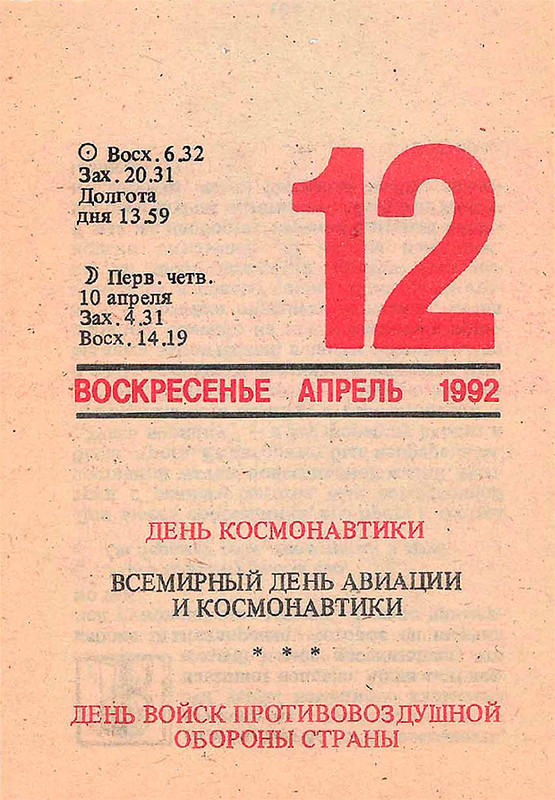 ☉ Восх. 6.32
Зах. 20.31
Долгота
дня 13.59
☽ Перв. четв.
10 апреля
Зах. 4.31
Восх. 14.19
12
ВОСКРЕСЕНЬЕ АПРЕЛЬ 1992
ДЕНЬ КОСМОНАВТИКИ
ВСЕМИРНЫЙ ДЕНЬ АВИАЦИИ
И КОСМОНАВТИКИ
* * *
ДЕНЬ ВОЙСК ПРОТИВОВОЗДУШНОЙ
ОБОРОНЫ СТРАНЫ